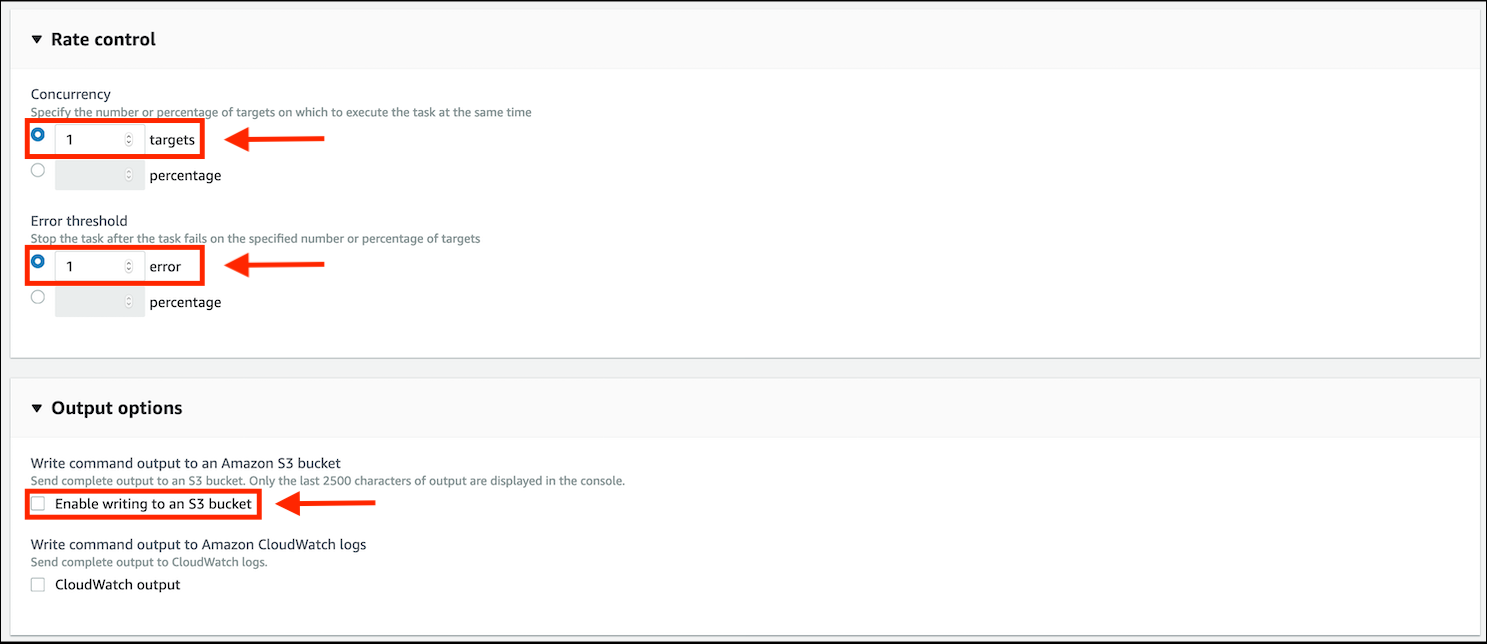 Rate control
Concurrency
Specify the number or percentage of targets on which to execute the task at the same time
1 targets
percentage
Error threshold
Stop the task after the task fails on the specified number or percentage of targets
1 error
percentage
Output options
Write command output to an Amazon S3 bucket
Send complete output to an S3 bucket. Only the last 2500 characters of output are displayed in the console.
Enable writing to an S3 bucket
Write command output to Amazon CloudWatch logs
Send complete output to CloudWatch logs.
CloudWatch output